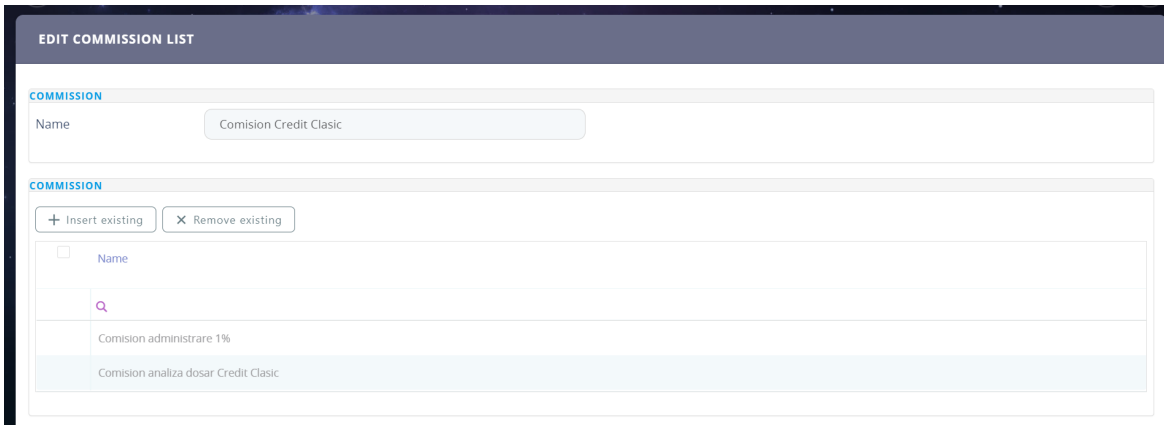 EDIT COMMISSION LIST
COMMISSION
Name Comision Credit Clasic
COMMISSION
Insert existing Remove existing
Name
Comision administrare 1%
Comision analiza dosar Credit Clasic